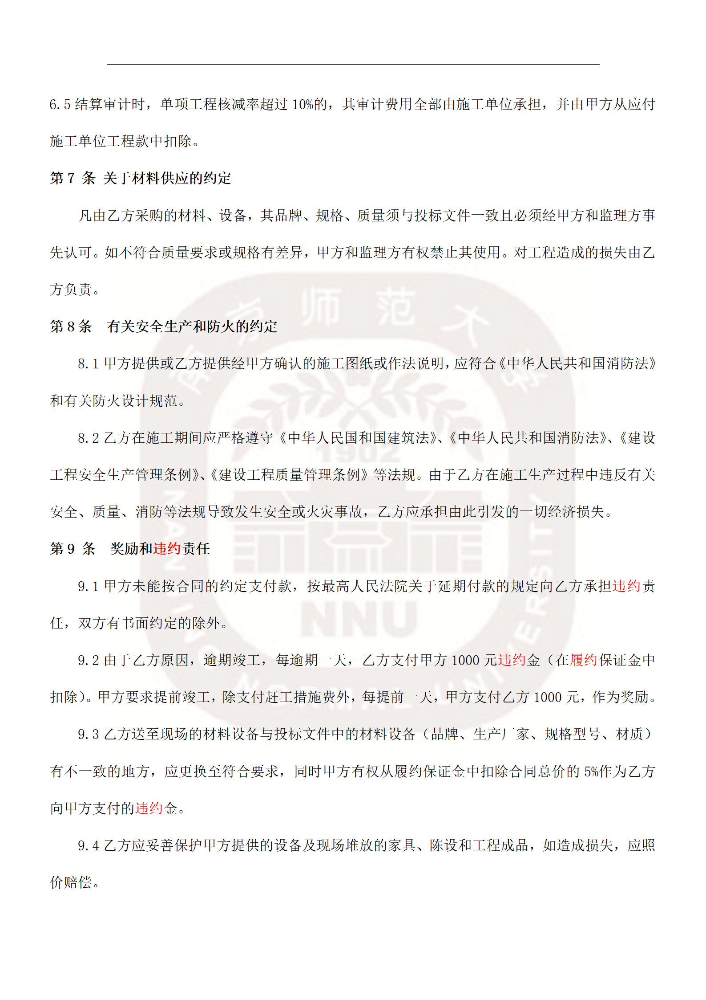 6.5 结算审计时，单项工程核减率超过 10%的，其审计费用全部由施工单位承担，并由甲方从应付
施工单位工程款中扣除。
第 7 条 关于材料供应的约定
凡由乙方采购的材料、设备，其品牌、规格、质量须与投标文件一致且必须经甲方和监理方事
先认可。如不符合质量要求或规格有差异，甲方和监理方有权禁止其使用。对工程造成的损失由乙
方负责。
第 8 条 有关安全生产和防火的约定
8.1 甲方提供或乙方提供经甲方确认的施工图纸或作法说明，应符合《中华人民共和国消防法》
和有关防火设计规范。
8.2 乙方在施工期间应严格遵守《中华人民国和国建筑法》、《中华人民共和国消防法》、《建设
工程安全生产管理条例》、《建设工程质量管理条例》等法规。由于乙方在施工生产过程中违反有关
安全、质量、消防等法规导致发生安全或火灾事故，乙方应承担由此引发的一切经济损失。
第 9 条 奖励和违约责任
9.1 甲方未能按合同的约定支付款，按最高人民法院关于延期付款的规定向乙方承担违约责
任，双方有书面约定的除外。
9.2 由于乙方原因，逾期竣工，每逾期一天，乙方支付甲方 1000 元违约金（在履约保证金中
扣除）。甲方要求提前竣工，除支付赶工措施费外，每提前一天，甲方支付乙方 1000 元，作为奖励。
9.3 乙方送至现场的材料设备与投标文件中的材料设备（品牌、生产厂家、规格型号、材质）
有不一致的地方，应更换至符合要求，同时甲方有权从履约保证金中扣除合同总价的 5%作为乙方
向甲方支付的违约金。
9.4 乙方应妥善保护甲方提供的设备及现场堆放的家具、陈设和工程成品，如造成损失，应照
价赔偿。
南京师范大学
1902
NNU
NANJING NORMAL UNIVERSITY